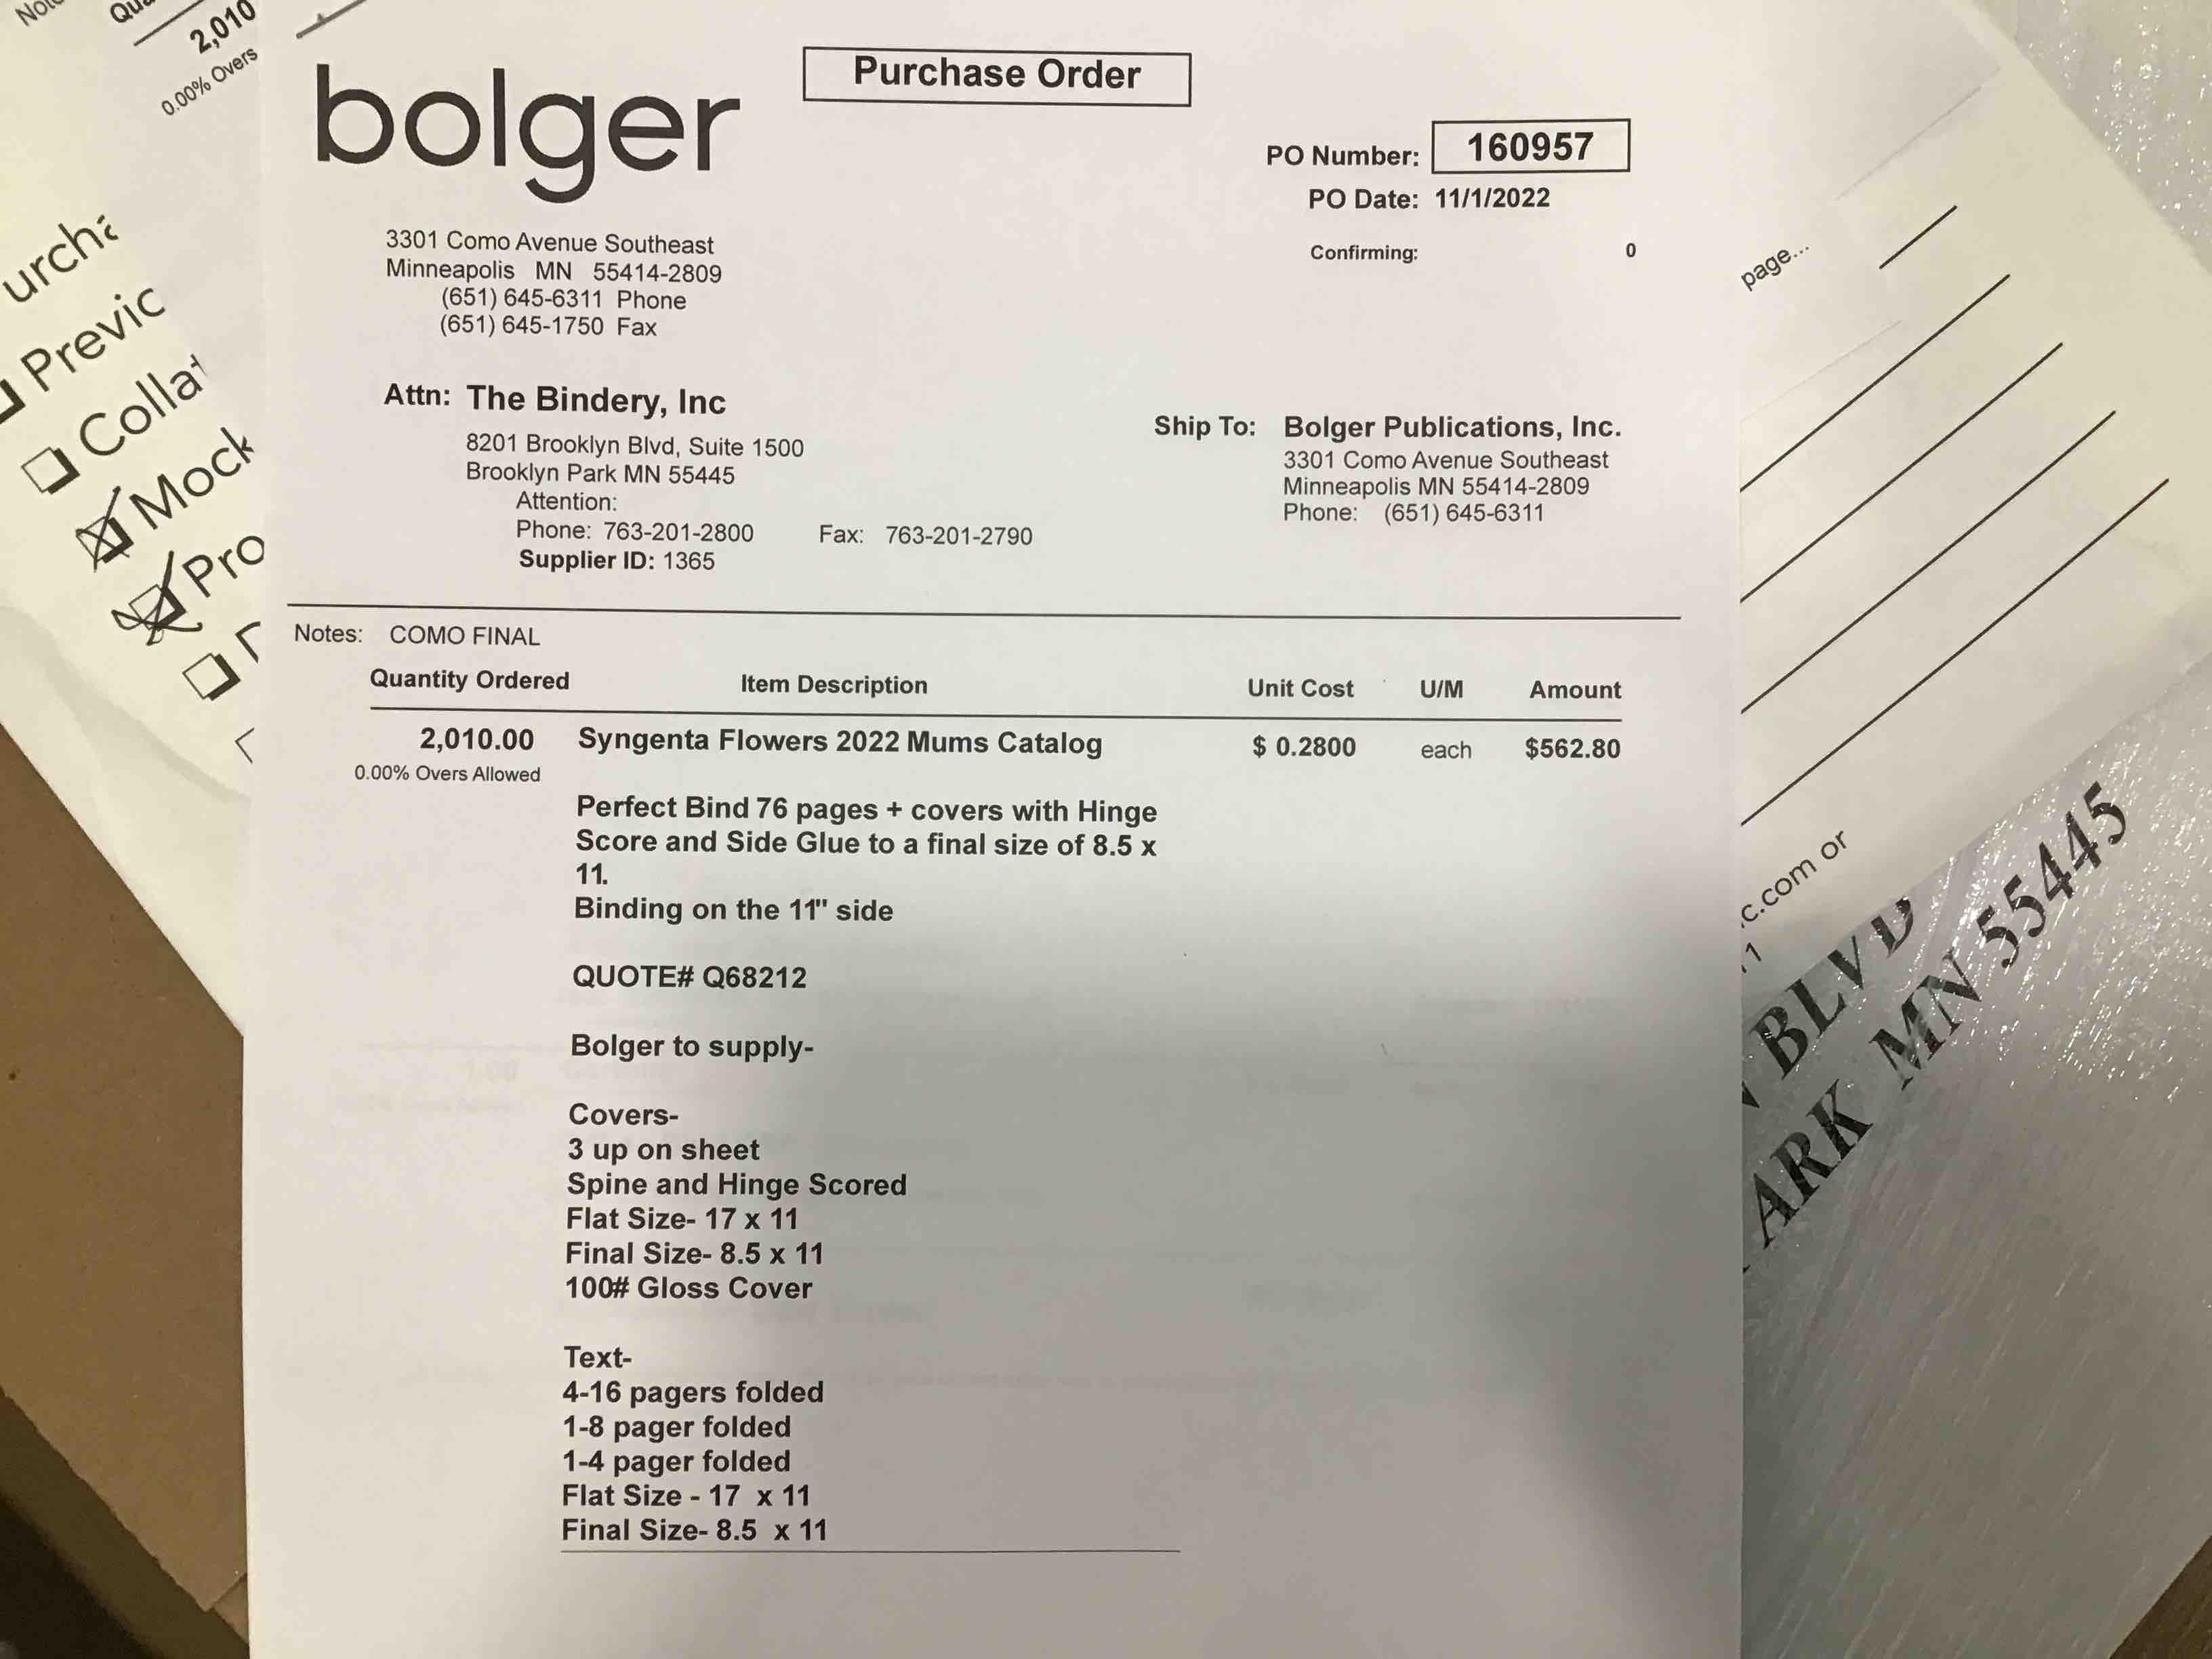 2,010
0.00% Overs
bolger
Purchase Order
PO Number: 160957
PO Date: 11/1/2022
Confirming: 0
3301 Como Avenue Southeast
Minneapolis MN 55414-2809
(651) 645-6311 Phone
(651) 645-1750 Fax
Attn: The Bindery, Inc
8201 Brooklyn Blvd, Suite 1500
Brooklyn Park MN 55445
Attention:
Phone: 763-201-2800 Fax: 763-201-2790
Supplier ID: 1365
Ship To: Bolger Publications, Inc.
3301 Como Avenue Southeast
Minneapolis MN 55414-2809
Phone: (651) 645-6311
Notes: COMO FINAL
Quantity Ordered Item Description Unit Cost U/M Amount
2,010.00 Syngenta Flowers 2022 Mums Catalog $ 0.2800 each $562.80
0.00% Overs Allowed
Perfect Bind 76 pages + covers with Hinge
Score and Side Glue to a final size of 8.5 x
11.
Binding on the 11" side
QUOTE# Q68212
Bolger to supply-
Covers-
3 up on sheet
Spine and Hinge Scored
Flat Size- 17 x 11
Final Size- 8.5 x 11
100# Gloss Cover
Text-
4-16 pagers folded
1-8 pager folded
1-4 pager folded
Flat Size - 17 x 11
Final Size- 8.5 x 11
urcha
Previc
Collat
Mock
Pro
page...
c.com or
BLVD
ARK MN 55445